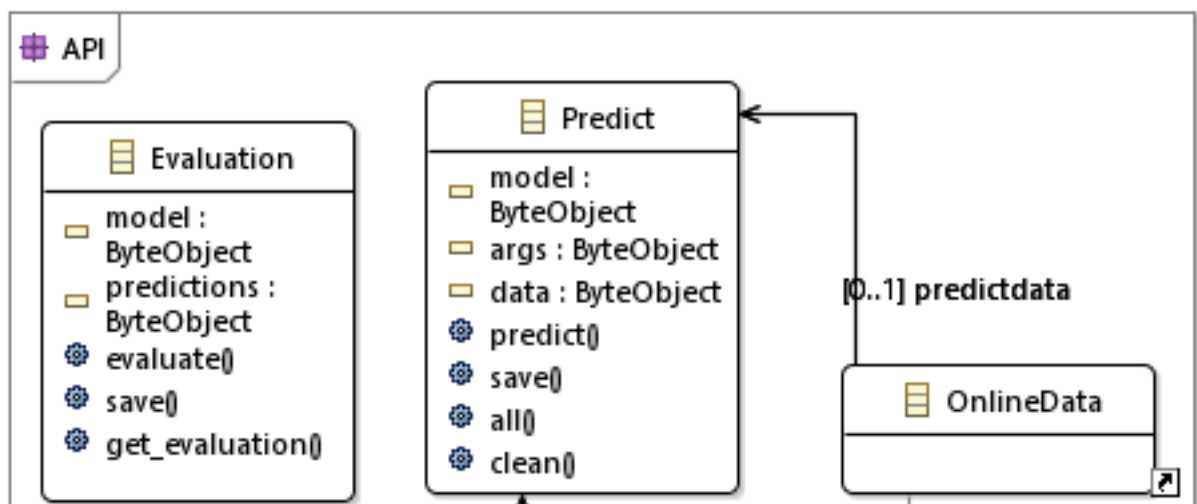 API
Evaluation
model :
ByteObject
predictions :
ByteObject
evaluate()
save()
get_evaluation()
Predict
model :
ByteObject
args : ByteObject
data : ByteObject
predict()
save()
all()
clean()
[0..1] predictdata
OnlineData